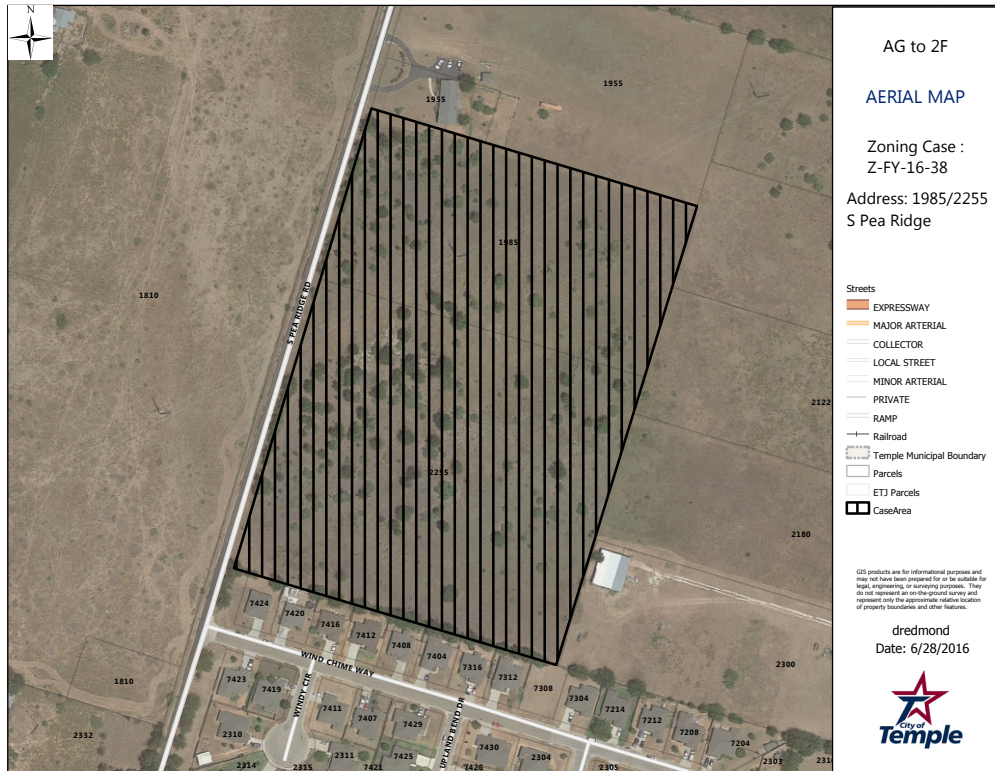 N
AG to 2F
AERIAL MAP
Zoning Case :
Z-FY-16-38
Address: 1985/2255
S Pea Ridge
Streets
EXPRESSWAY
MAJOR ARTERIAL
COLLECTOR
LOCAL STREET
MINOR ARTERIAL
PRIVATE
RAMP
Railroad
Temple Municipal Boundary
Parcels
ETJ Parcels
CaseArea
GIS products are for informational purposes and
may not have been prepared for or be suitable for
legal, engineering, or surveying purposes. They
do not represent an on-the-ground survey and
represent only the approximate relative location
of property boundaries and other features.
dredmond
Date: 6/28/2016
City of
Temple
1955
1955
1985
1810
S PEA RIDGE RD
2122
2255
2180
7424
7420
7416
7412
7408
7404
7316
7312
7308
7304
7214
7212
7208
7204
2300
WIND CHIME WAY
1810
7423
7419
WINDY CIR
7411
7407
7429
UPLAND BEND DR
7430
2304
2332
2310
2311
7425
2314
2315
7421
7426
2305
2303